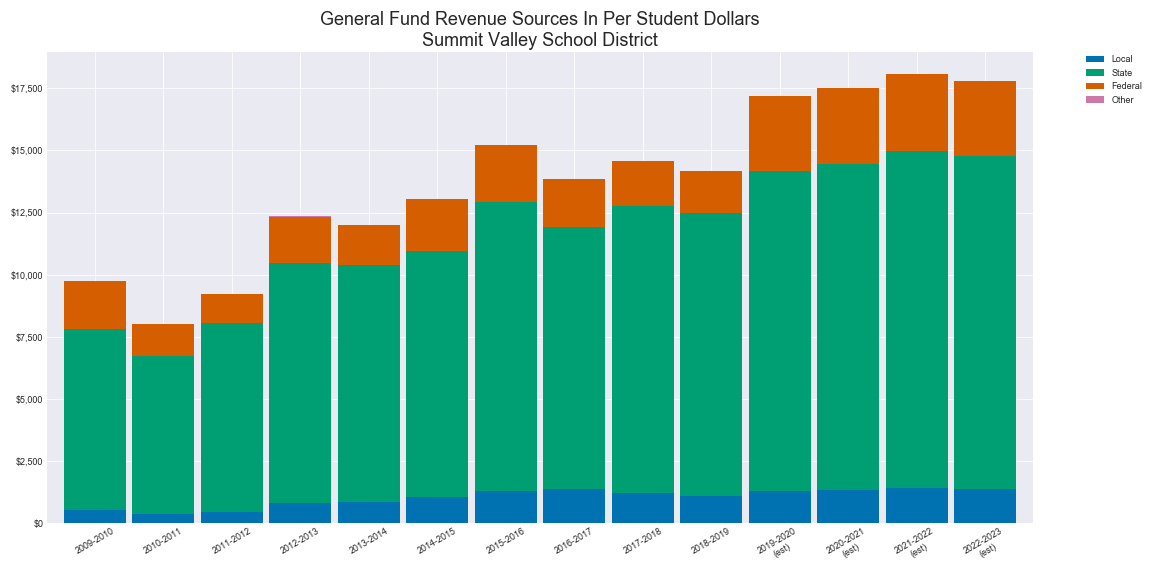 General Fund Revenue Sources In Per Student Dollars
Summit Valley School District
Local
State
Federal
Other
$17,500
$15,000
$12,500
$10,000
$7,500
$5,000
$2,500
$0
2009-2010
2010-2011
2011-2012
2012-2013
2013-2014
2014-2015
2015-2016
2016-2017
2017-2018
2018-2019
2019-2020
(est)
2020-2021
(est)
2021-2022
(est)
2022-2023
(est)